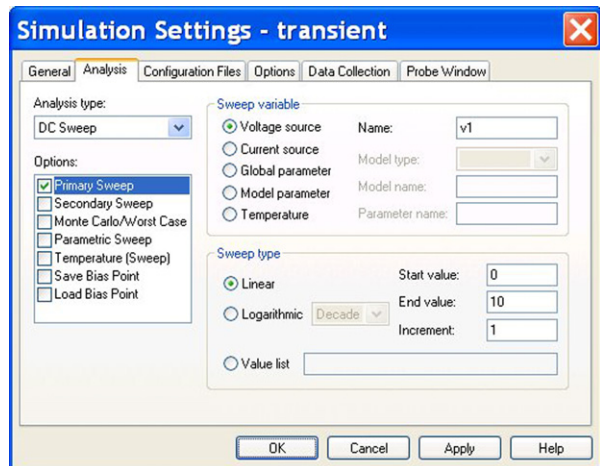 Simulation Settings - transient
General Analysis Configuration Files Options Data Collection Probe Window
Analysis type:
DC Sweep
Options:
Primary Sweep
Secondary Sweep
Monte Carlo/Worst Case
Parametric Sweep
Temperature (Sweep)
Save Bias Point
Load Bias Point
Sweep variable
Voltage source
Current source
Global parameter
Model parameter
Temperature
Name: v1
Model type:
Model name:
Parameter name:
Sweep type
Linear
Logarithmic Decade
Value list
Start value: 0
End value: 10
Increment: 1
OK Cancel Apply Help